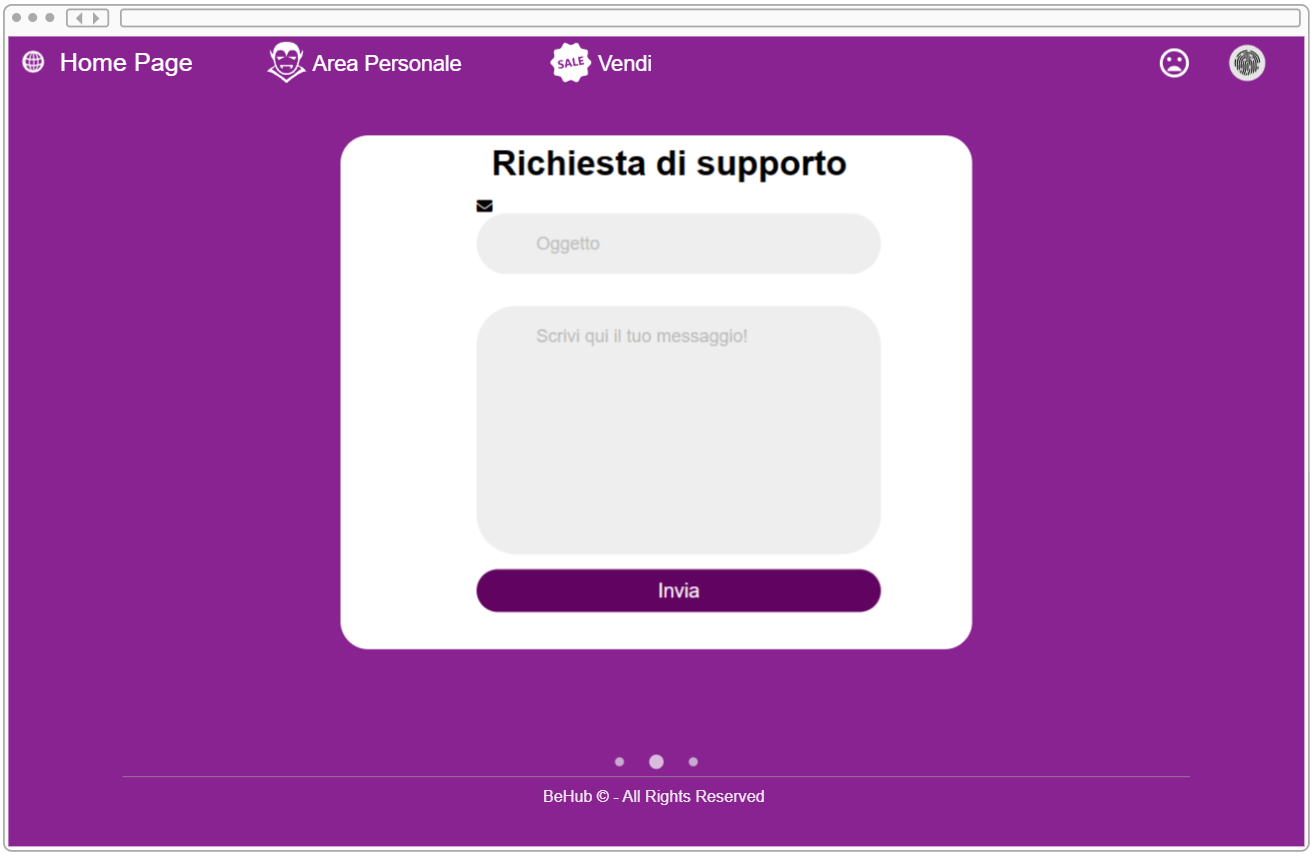 Home Page
Area Personale
SALE
Vendi
Richiesta di supporto
Oggetto
Scrivi qui il tuo messaggio!
Invia
BeHub © - All Rights Reserved